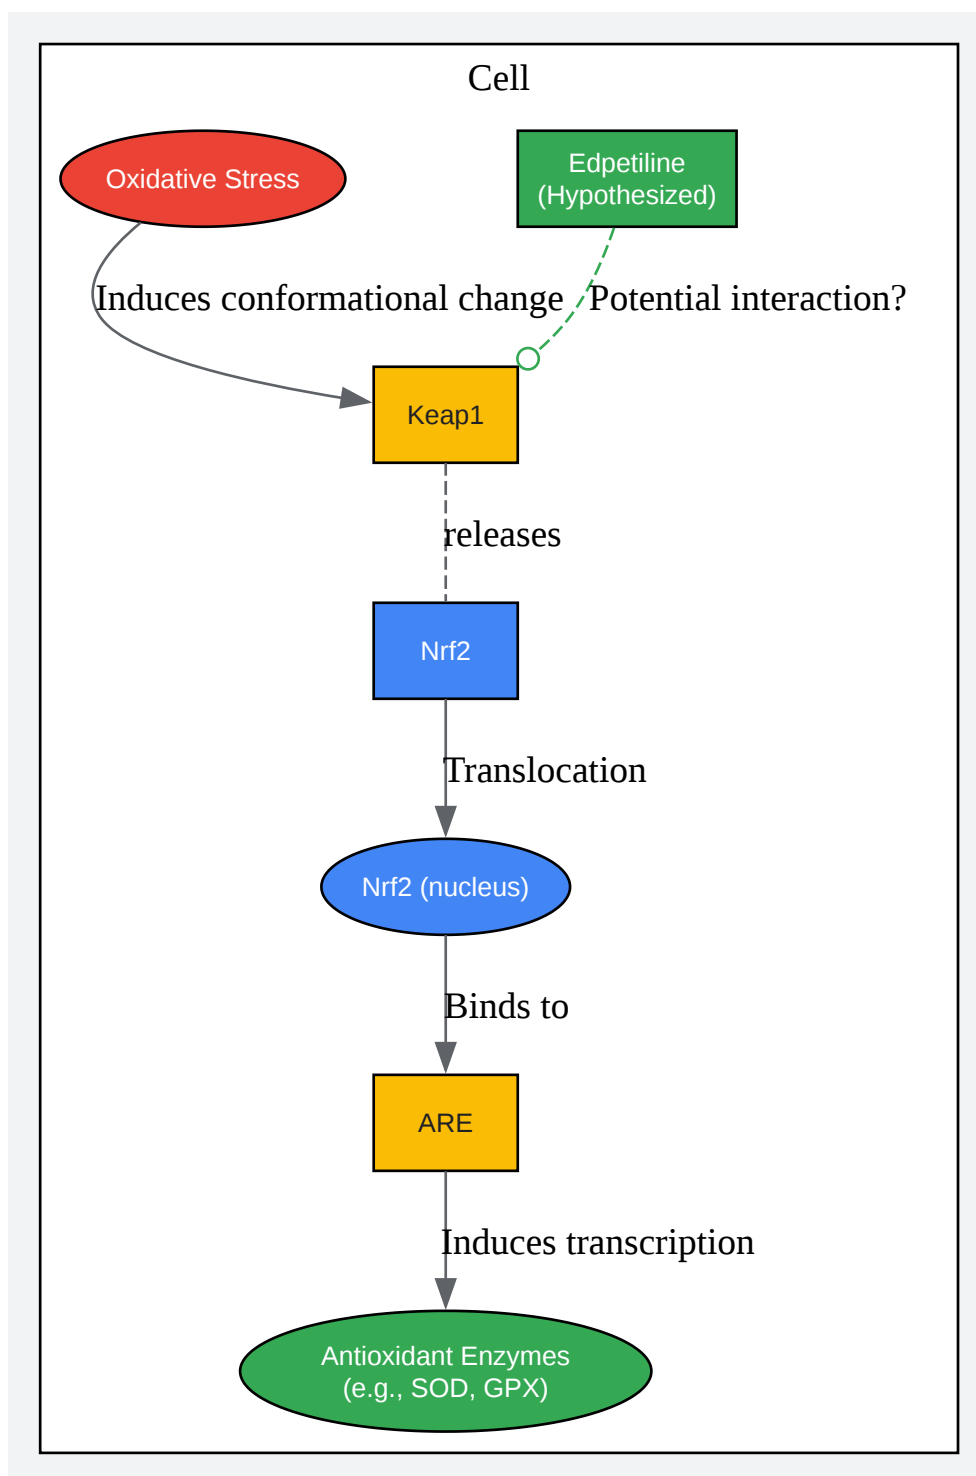 Cell
Oxidative Stress
Edpetiline
(Hypothesized)
Induces conformational change
Potential interaction?
Keap1
releases
Nrf2
Translocation
Nrf2 (nucleus)
Binds to
ARE
Induces transcription
Antioxidant Enzymes
(e.g., SOD, GPX)